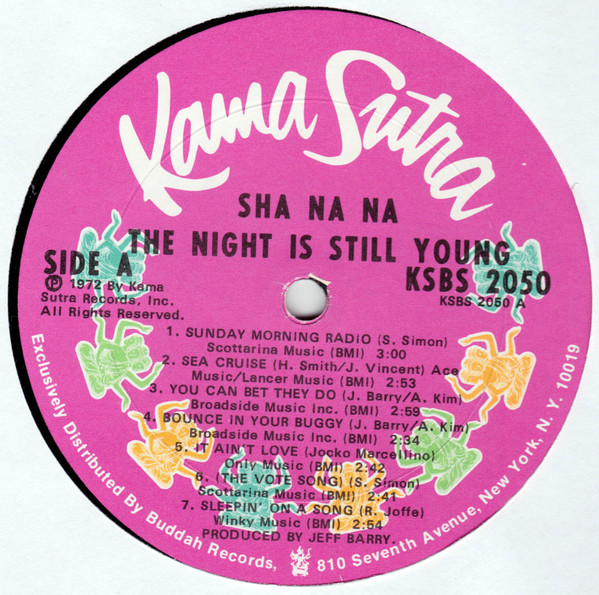 Kama Sutra
SHA NA NA
THE NIGHT IS STILL YOUNG
SIDE A
KSBS 2050
KSBS 2050 A
℗ 1972 By Kama
Sutra Records, Inc.
All Rights Reserved.
1. SUNDAY MORNING RADIO (S. Simon)
Scottarina Music (BMI) 3:00
2. SEA CRUISE (H. Smith/J. Vincent) Ace
Music/Lancer Music (BMI) 2:53
3. YOU CAN BET THEY DO (J. Barry/A. Kim)
Broadside Music Inc. (BMI) 2:59
4. BOUNCE IN YOUR BUGGY (J. Barry/A. Kim)
Broadside Music Inc. (BMI) 2:34
5. IT AIN'T LOVE (Jocko Marcellino)
Only Music (BMI) 2:42
6. (THE VOTE SONG) (S. Simon)
Scottarina Music (BMI) 2:41
7. SLEEPIN' ON A SONG (R. Joffe)
Winky Music (BMI) 2:54
PRODUCED BY JEFF BARRY.
Exclusively Distributed By Buddah Records, 810 Seventh Avenue, New York, N. Y. 10019